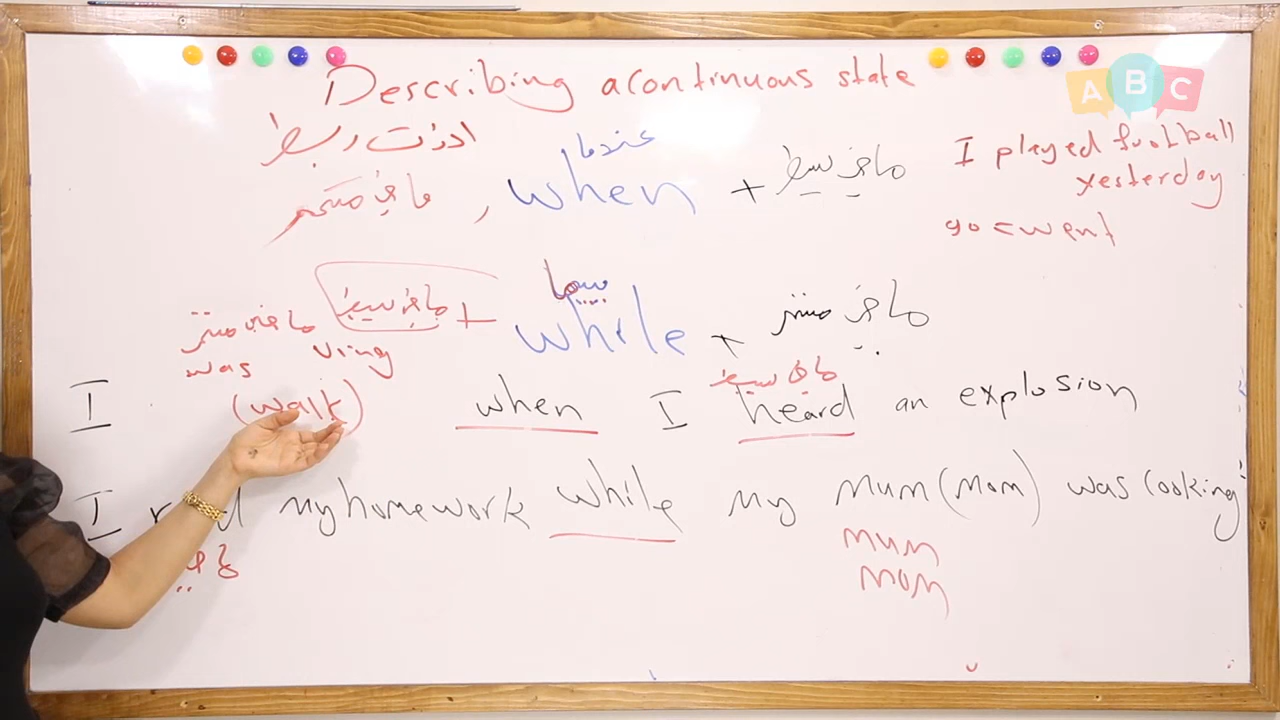 Describing a continuous state
ABC
ادوات ربط
عندما
ماضي مستمر , when + ماضي بسيط
I played football
yesterday
go < went
بينما
ماضي مستمر ماضي بسيط + while + ماضي مستمر
was Ving
ماضي بسيط
I (walk) when I heard an explosion
I my homework while my mum (mom) was cooking
mum
mom